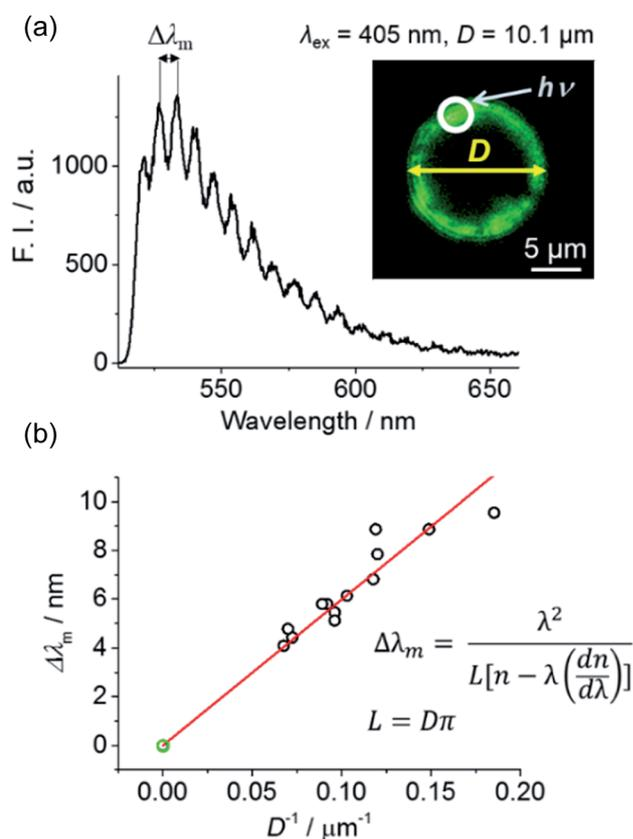 (a)
Δλm
λex = 405 nm, D = 10.1 μm
hν
D
5 μm
F. I. / a.u.
1000
500
0
550
600
650
Wavelength / nm
(b)
10
8
6
4
2
0
Δλm / nm
Δλm = λ² / L[n − λ(dn/dλ)]
L = Dπ
0.00
0.05
0.10
0.15
0.20
D⁻¹ / μm⁻¹